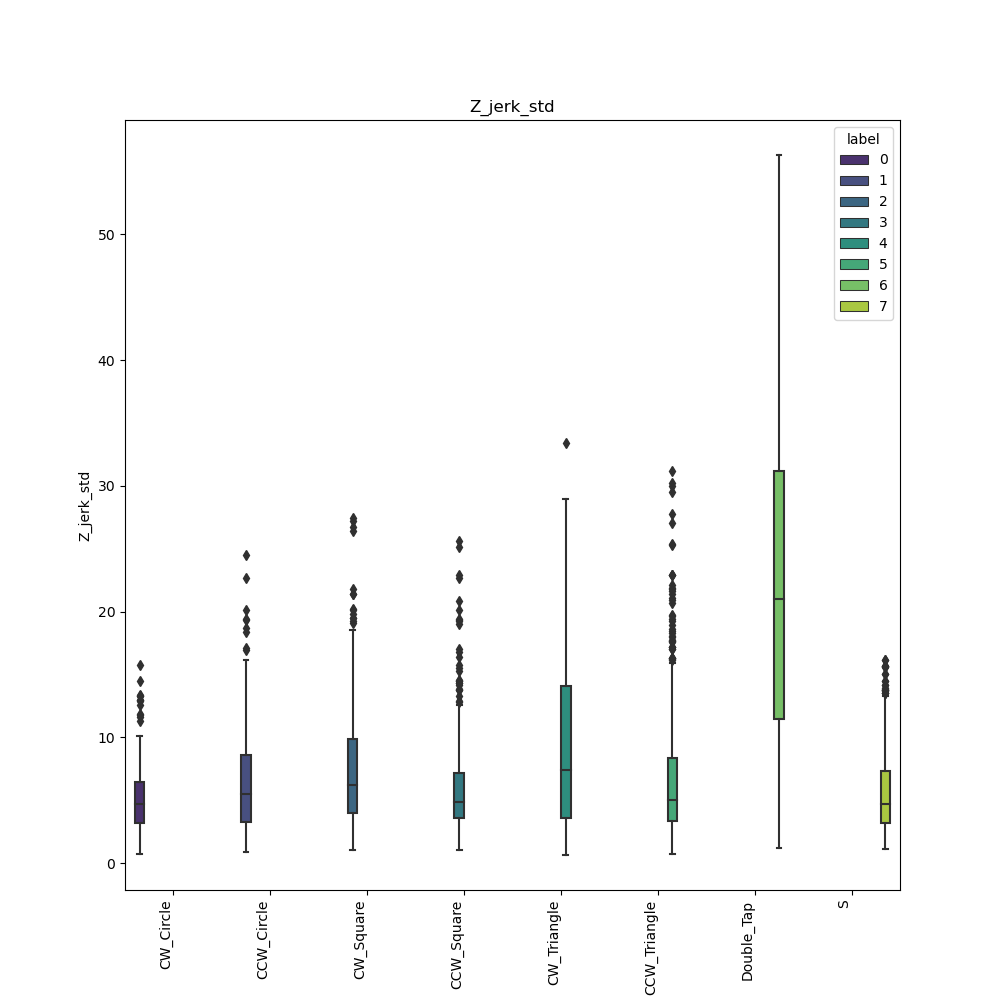 Z_jerk_std
label
0
1
2
3
4
5
6
7
50
40
30
20
10
0
Z_jerk_std
CW_Circle
CCW_Circle
CW_Square
CCW_Square
CW_Triangle
CCW_Triangle
Double_Tap
S